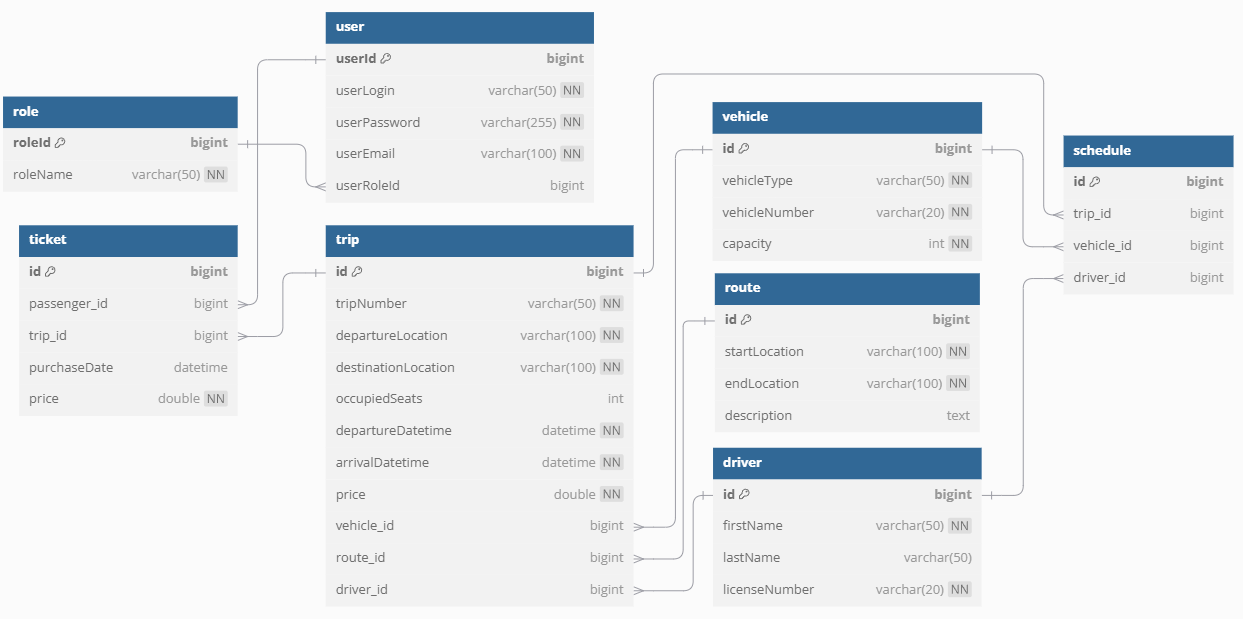 user
userId bigint
userLogin varchar(50) NN
userPassword varchar(255) NN
userEmail varchar(100) NN
userRoleId bigint
role
roleId bigint
roleName varchar(50) NN
ticket
id bigint
passenger_id bigint
trip_id bigint
purchaseDate datetime
price double NN
trip
id bigint
tripNumber varchar(50) NN
departureLocation varchar(100) NN
destinationLocation varchar(100) NN
occupiedSeats int
departureDatetime datetime NN
arrivalDatetime datetime NN
price double NN
vehicle_id bigint
route_id bigint
driver_id bigint
vehicle
id bigint
vehicleType varchar(50) NN
vehicleNumber varchar(20) NN
capacity int NN
route
id bigint
startLocation varchar(100) NN
endLocation varchar(100) NN
description text
driver
id bigint
firstName varchar(50) NN
lastName varchar(50)
licenseNumber varchar(20) NN
schedule
id bigint
trip_id bigint
vehicle_id bigint
driver_id bigint